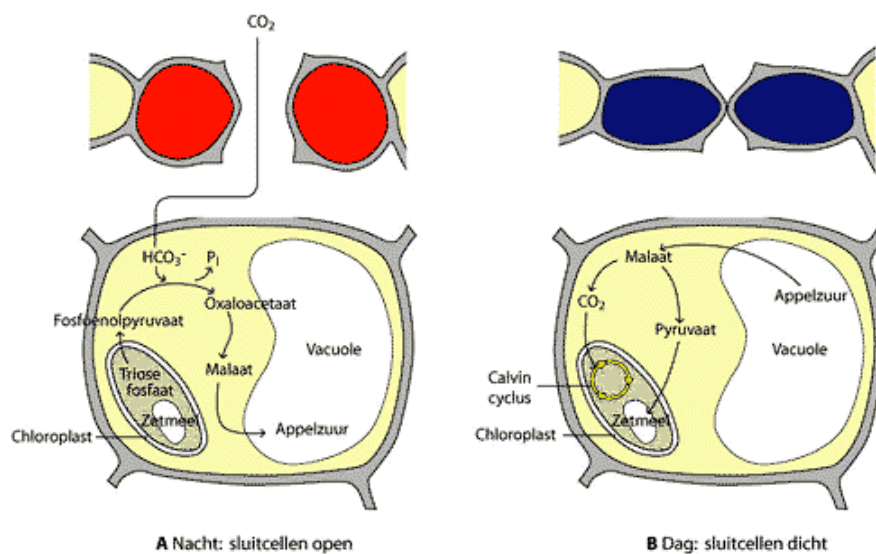 CO₂
HCO₃⁻
Pᵢ
Oxaloacetaat
Fosfoenolpyruvaat
Triose
fosfaat
Malaat
Vacuole
Zetmeel
Chloroplast
Appelzuur
A Nacht: sluitcellen open
Malaat
CO₂
Appelzuur
Pyruvaat
Vacuole
Calvin
cyclus
Zetmeel
Chloroplast
B Dag: sluitcellen dicht